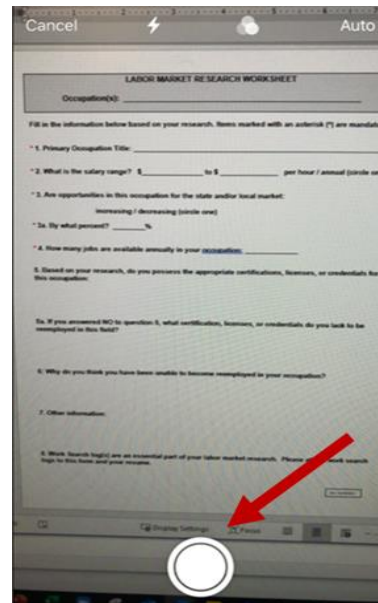 Cancel Auto
LABOR MARKET RESEARCH WORKSHEET
Occupation(s):
Fill in the information below based on your research. Items marked with an asterisk (*) are mandat
*1. Primary Occupation Title:
*2. What is the salary range? $ to $ per hour / annual (circle on
*3. Are opportunities in this occupation for the state and/or local market:
increasing / decreasing (circle one)
*3a. By what percent? %
*4. How many jobs are available annually in your occupation:
5. Based on your research, do you possess the appropriate certifications, licenses, or credentials for
this occupation:
5a. If you answered NO to question 5, what certification, licenses, or credentials do you lack to be
reemployed in this field?
6. Why do you think you have been unable to become reemployed in your occupation?
7. Other information:
8. Work Search log(s) are an essential part of your labor market research. Please work search
logs to this form and your resume.
Display Settings Focus